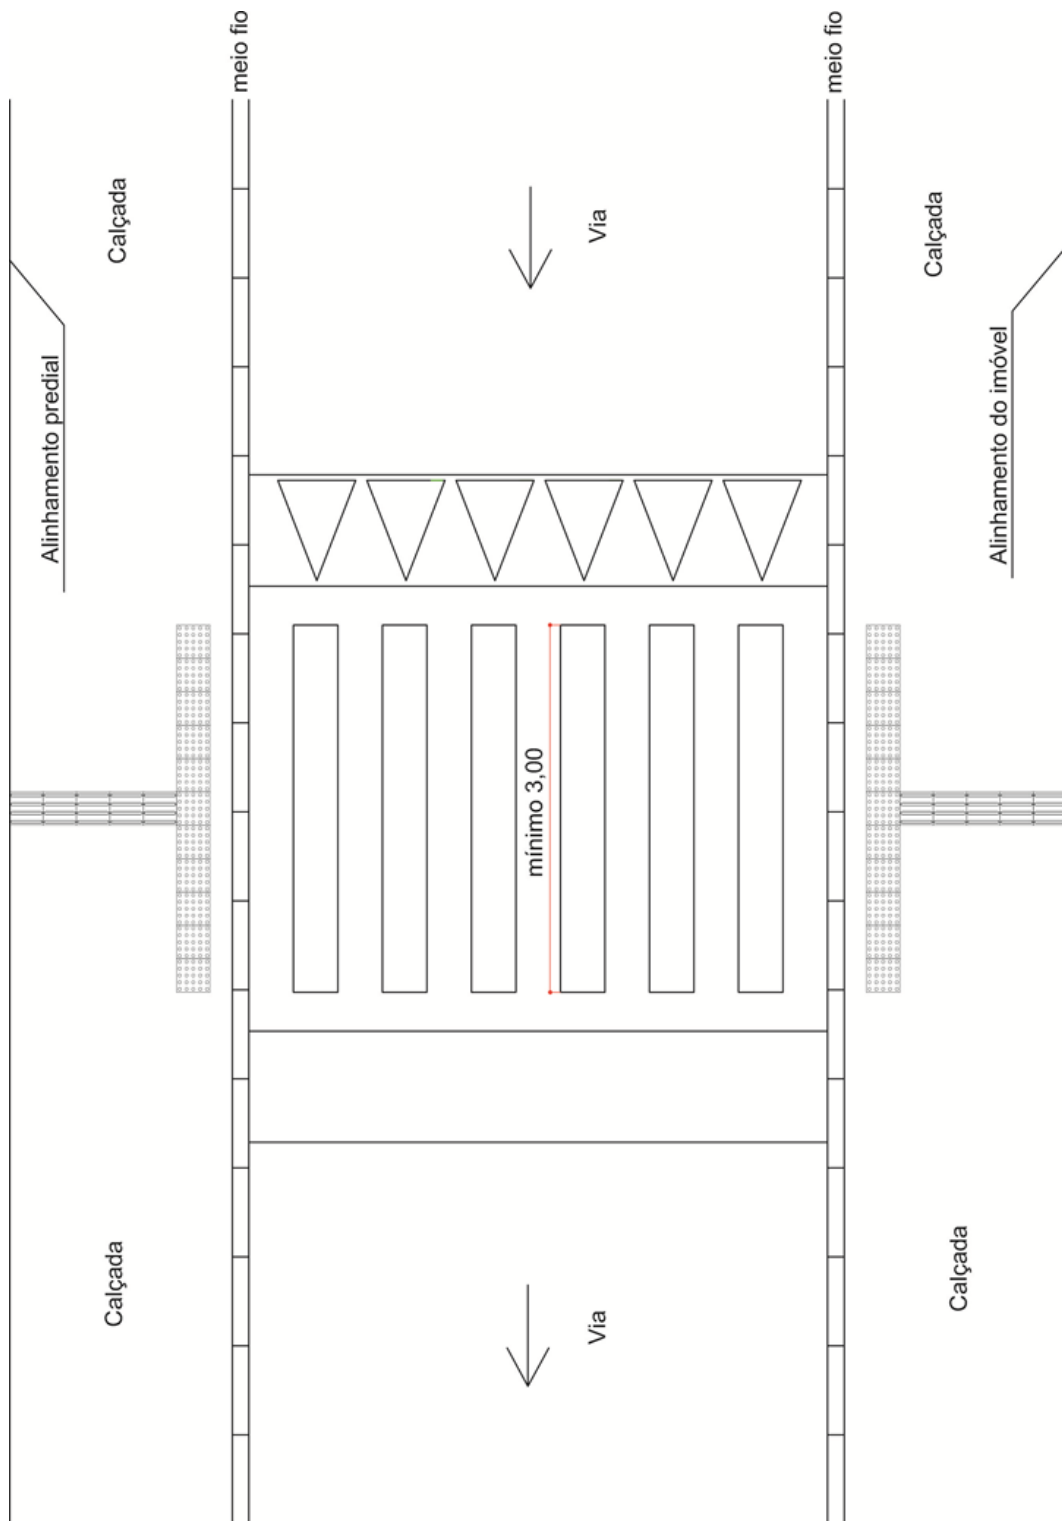 meio fio
meio fio
Calçada
Via
Calçada
Alinhamento predial
Alinhamento do imóvel
mínimo 3,00
Calçada
Via
Calçada